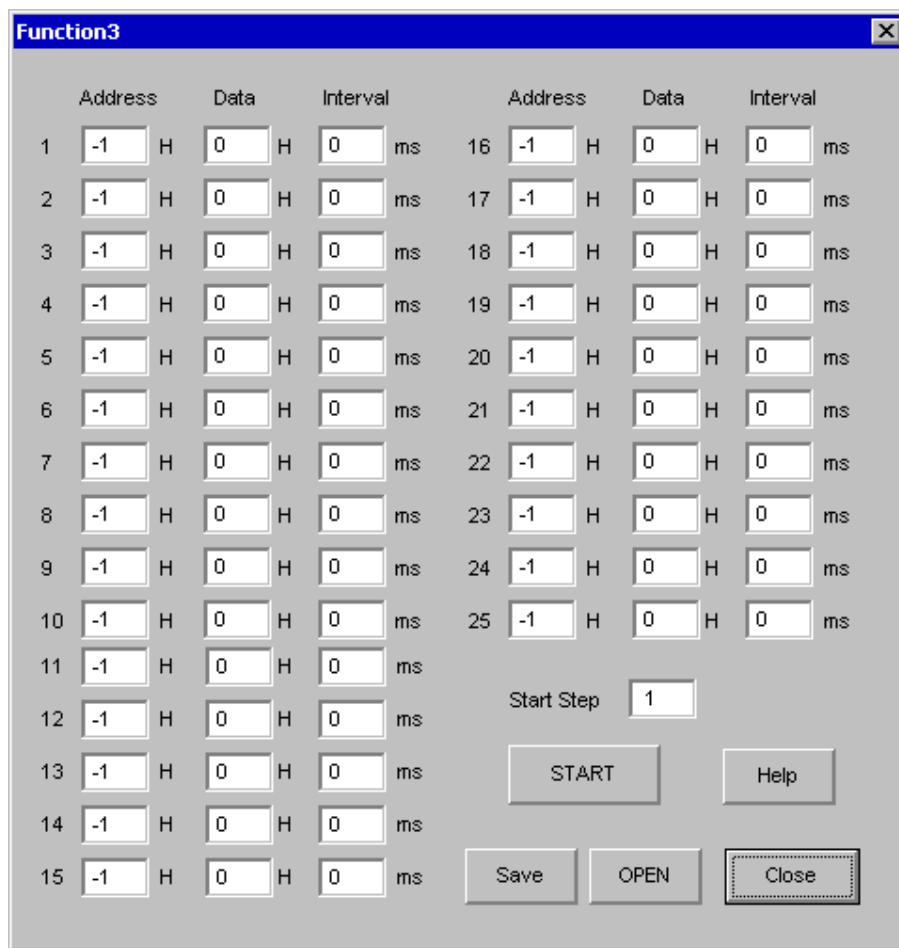 Function3
Address Data Interval Address Data Interval
1 -1 H 0 H 0 ms 16 -1 H 0 H 0 ms
2 -1 H 0 H 0 ms 17 -1 H 0 H 0 ms
3 -1 H 0 H 0 ms 18 -1 H 0 H 0 ms
4 -1 H 0 H 0 ms 19 -1 H 0 H 0 ms
5 -1 H 0 H 0 ms 20 -1 H 0 H 0 ms
6 -1 H 0 H 0 ms 21 -1 H 0 H 0 ms
7 -1 H 0 H 0 ms 22 -1 H 0 H 0 ms
8 -1 H 0 H 0 ms 23 -1 H 0 H 0 ms
9 -1 H 0 H 0 ms 24 -1 H 0 H 0 ms
10 -1 H 0 H 0 ms 25 -1 H 0 H 0 ms
11 -1 H 0 H 0 ms
Start Step 1
12 -1 H 0 H 0 ms
13 -1 H 0 H 0 ms START Help
14 -1 H 0 H 0 ms
15 -1 H 0 H 0 ms Save OPEN Close